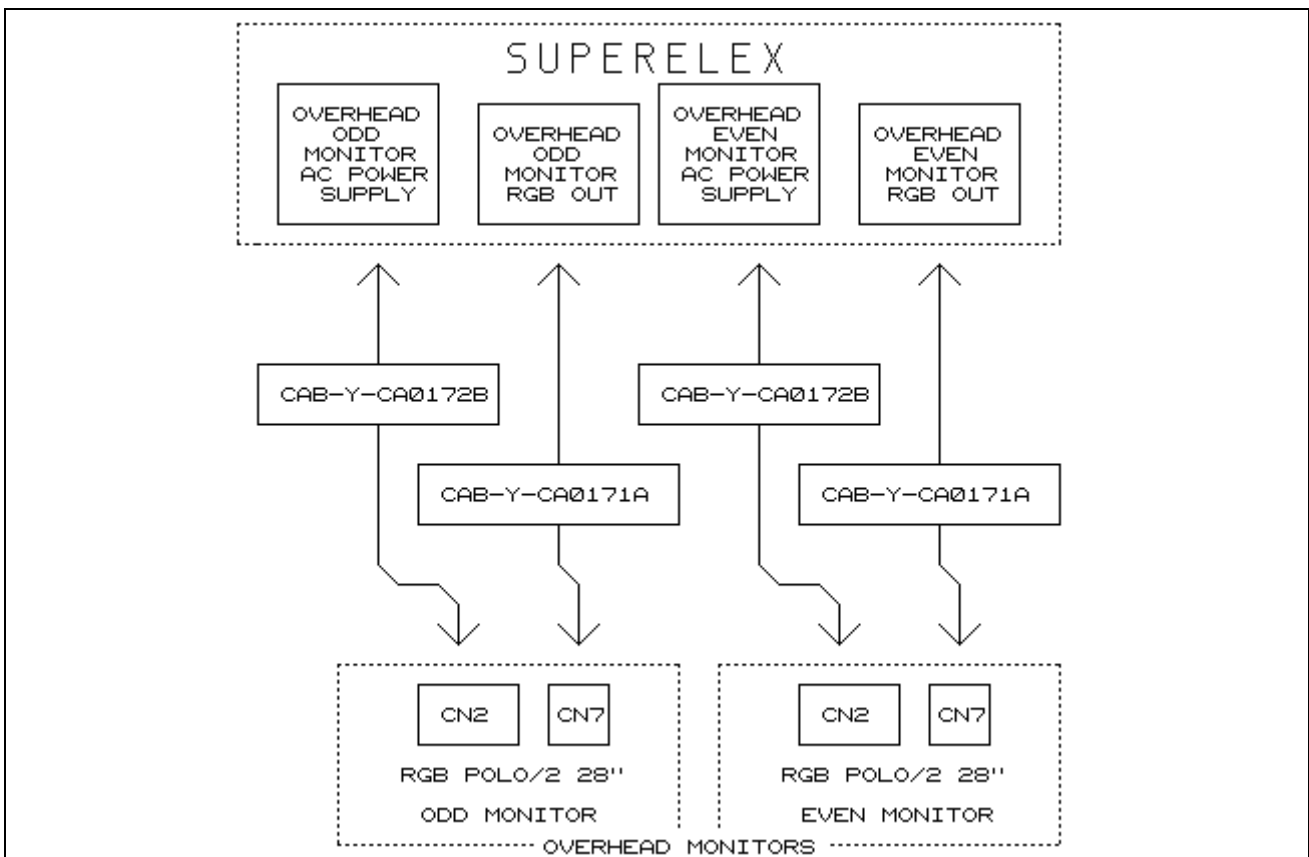 SUPERELEX
OVERHEAD
ODD
MONITOR
AC POWER
SUPPLY
OVERHEAD
ODD
MONITOR
RGB OUT
OVERHEAD
EVEN
MONITOR
AC POWER
SUPPLY
OVERHEAD
EVEN
MONITOR
RGB OUT
CAB-Y-CA0172B
CAB-Y-CA0172B
CAB-Y-CA0171A
CAB-Y-CA0171A
CN2
CN7
CN2
CN7
RGB POLO/2 28"
ODD MONITOR
RGB POLO/2 28"
EVEN MONITOR
OVERHEAD MONITORS